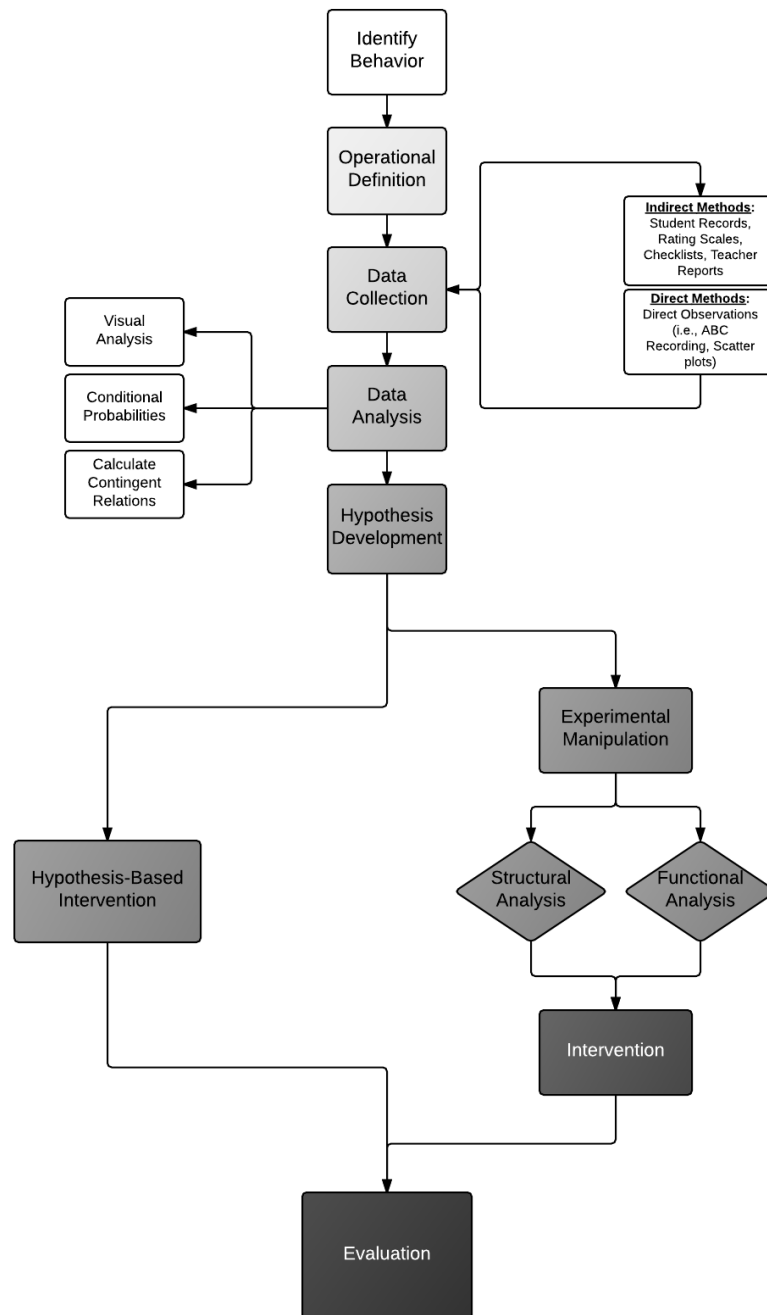 Identify
Behavior
Operational
Definition
Indirect Methods:
Student Records,
Rating Scales,
Checklists, Teacher
Reports
Data
Collection
Direct Methods:
Direct Observations
(i.e., ABC
Recording, Scatter
plots)
Visual
Analysis
Data
Analysis
Conditional
Probabilities
Calculate
Contingent
Relations
Hypothesis
Development
Experimental
Manipulation
Hypothesis-Based
Intervention
Structural
Analysis
Functional
Analysis
Intervention
Evaluation